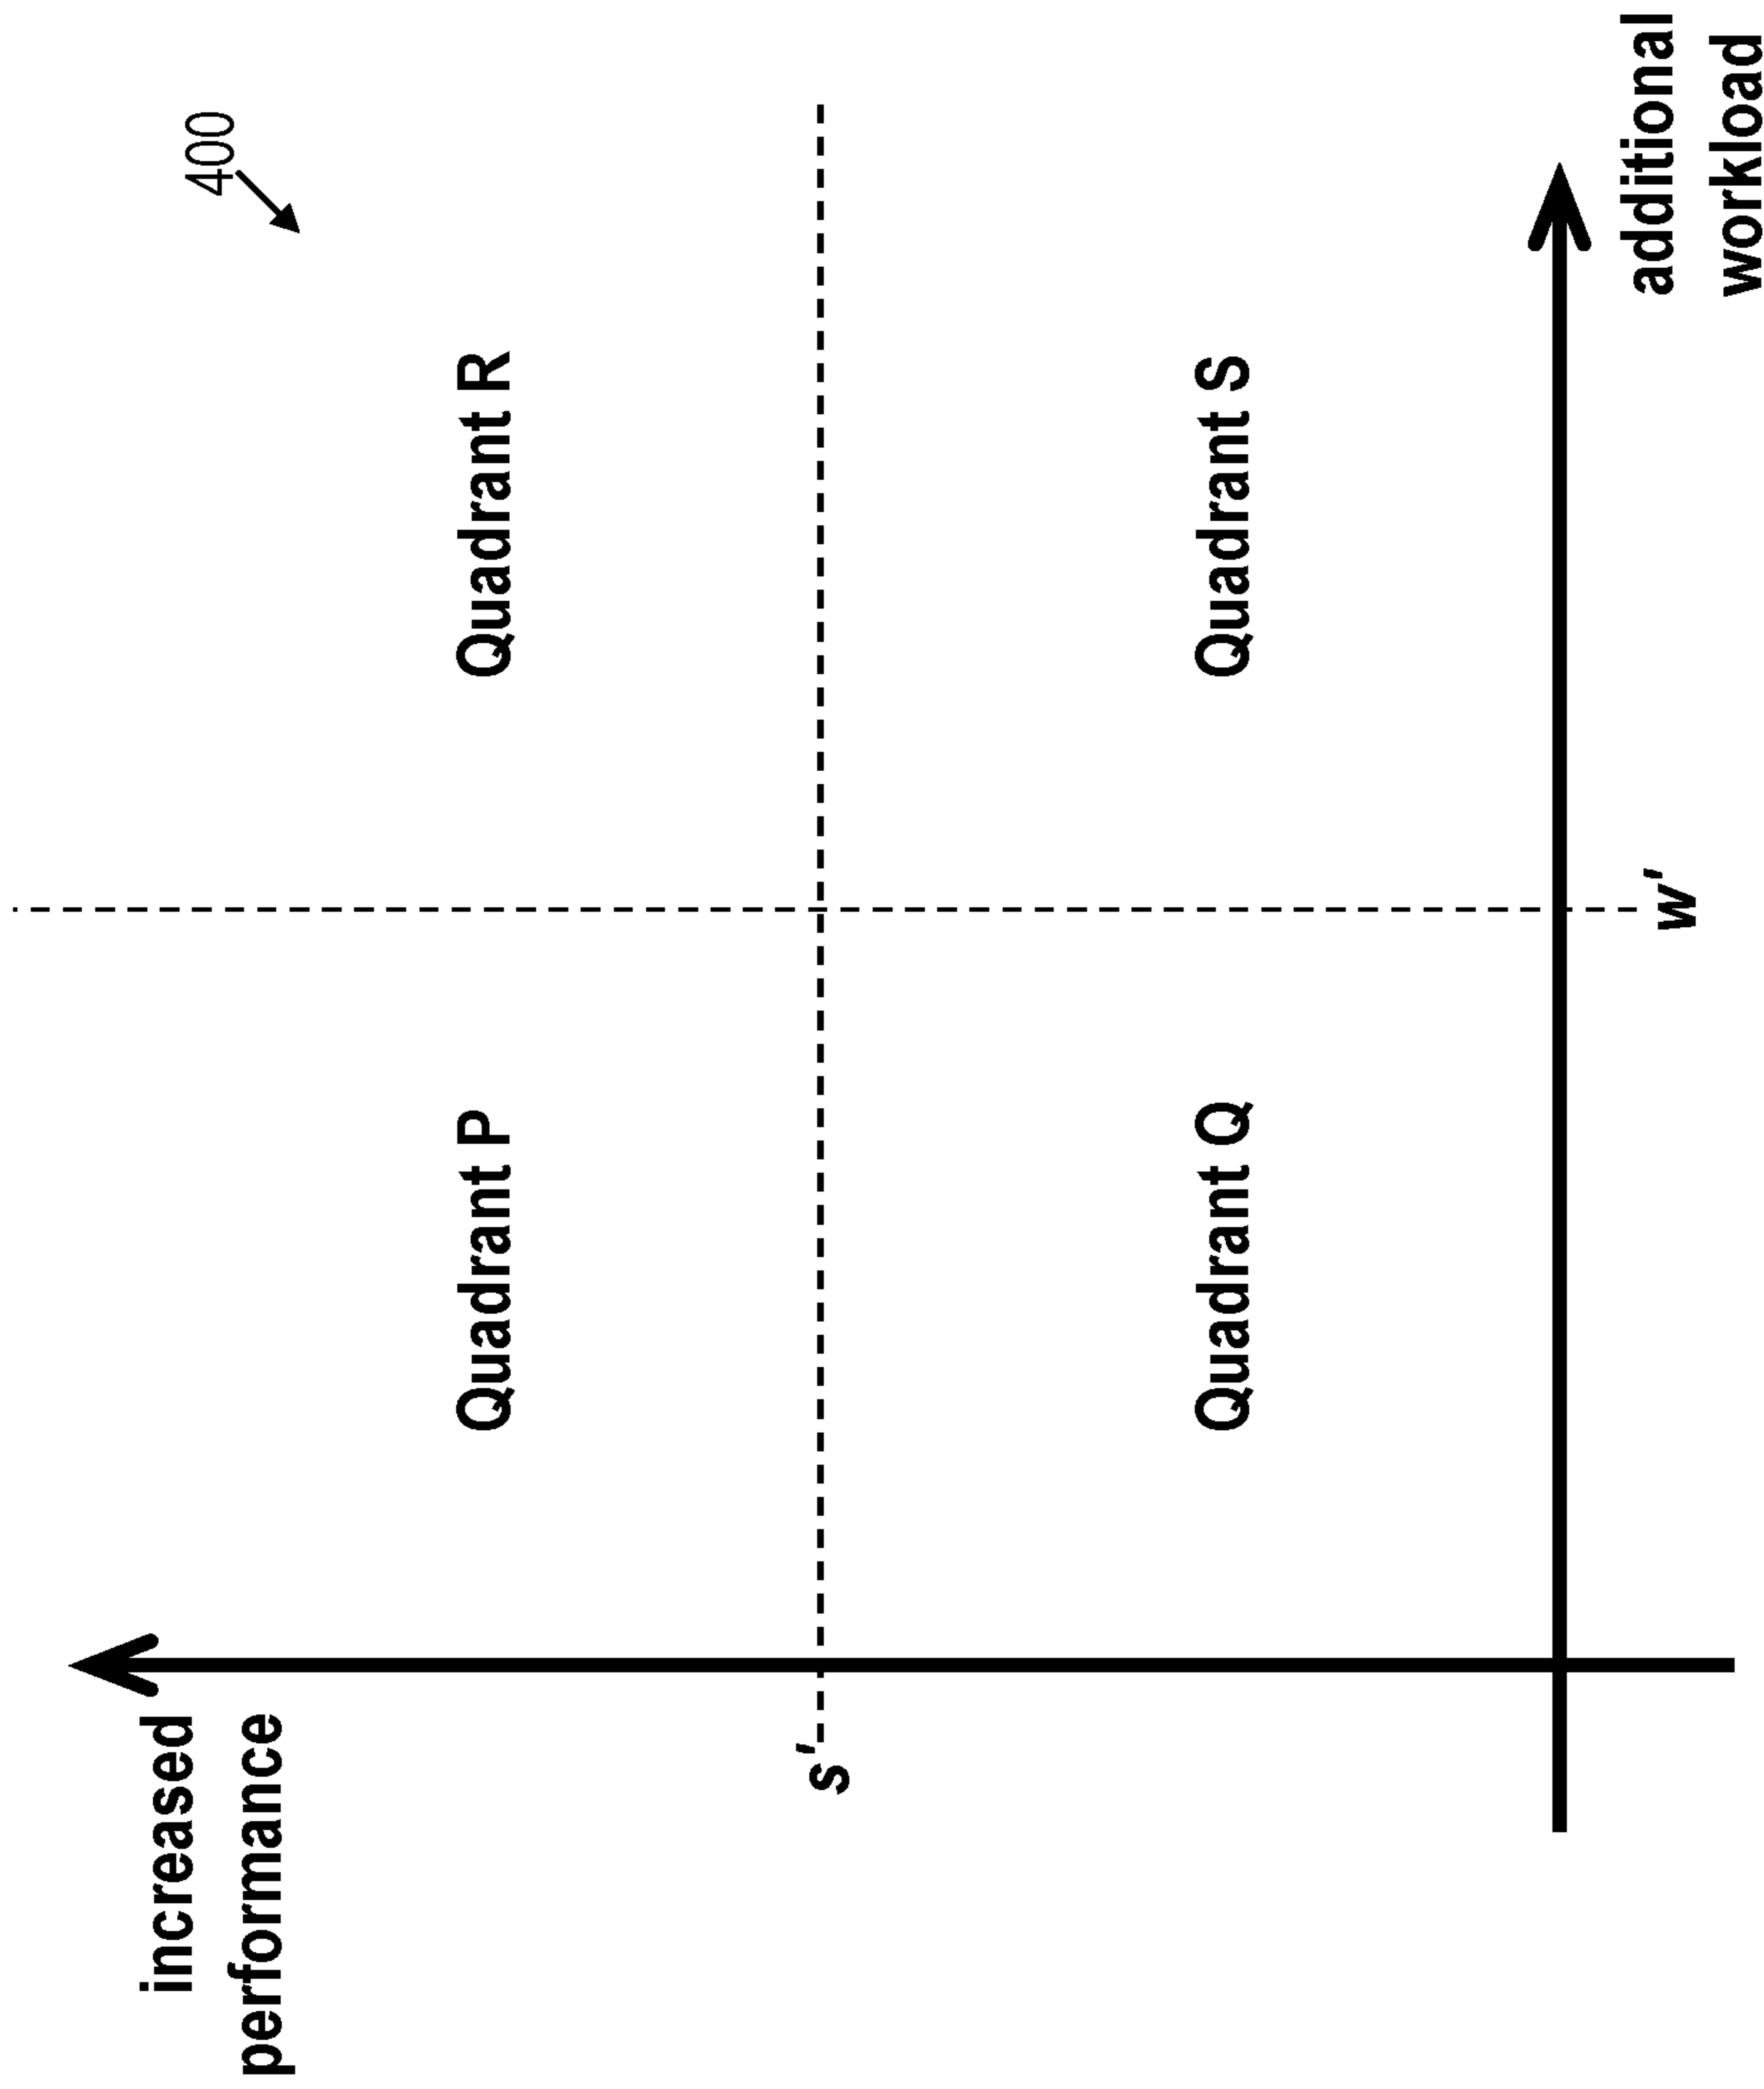 increased
performance
400
Quadrant P
Quadrant R
s'
Quadrant Q
Quadrant S
w'
additional
workload